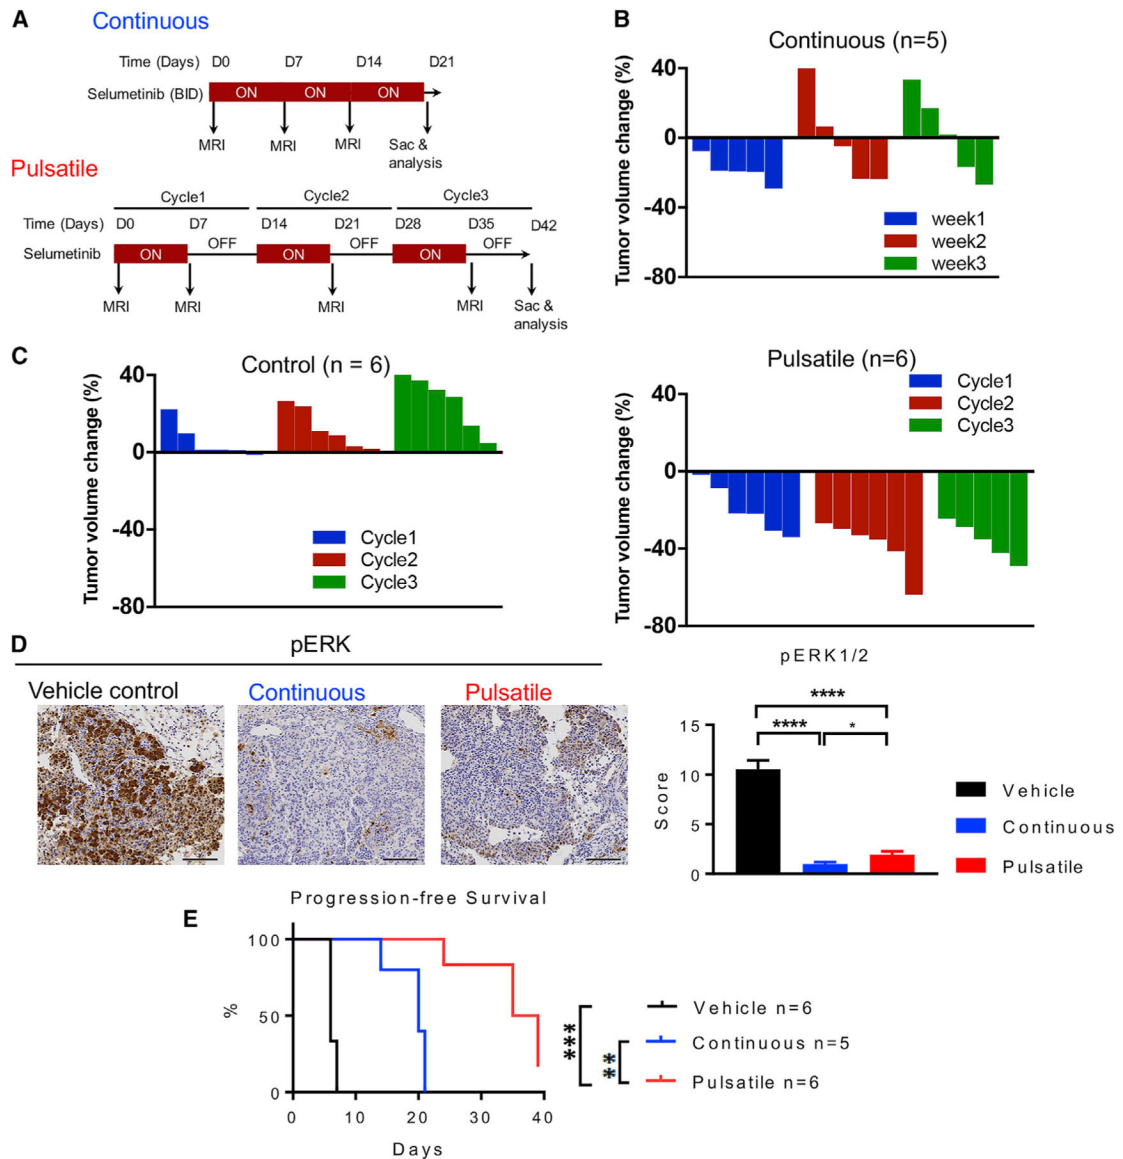 A
Continuous
Time (Days) D0 D7 D14 D21
Selumetinib (BID) ON ON ON
MRI MRI MRI Sac &
analysis
Pulsatile
Cycle1 Cycle2 Cycle3
Time (Days) D0 D7 D14 D21 D28 D35 D42
Selumetinib ON OFF ON OFF ON OFF
MRI MRI MRI MRI Sac &
analysis
B
Continuous (n=5)
Tumor volume change (%)
40
0
-40
-80
week1
week2
week3
C
Control (n = 6)
Tumor volume change (%)
40
0
-40
-80
Cycle1
Cycle2
Cycle3
Pulsatile (n=6)
Tumor volume change (%)
40
0
-40
-80
Cycle1
Cycle2
Cycle3
D
pERK
Vehicle control Continuous Pulsatile
pERK1/2
****
**** *
Score
15
10
5
0
Vehicle
Continuous
Pulsatile
E
Progression-free Survival
%
100
50
0
0 10 20 30 40
Days
***
**
Vehicle n=6
Continuous n=5
Pulsatile n=6